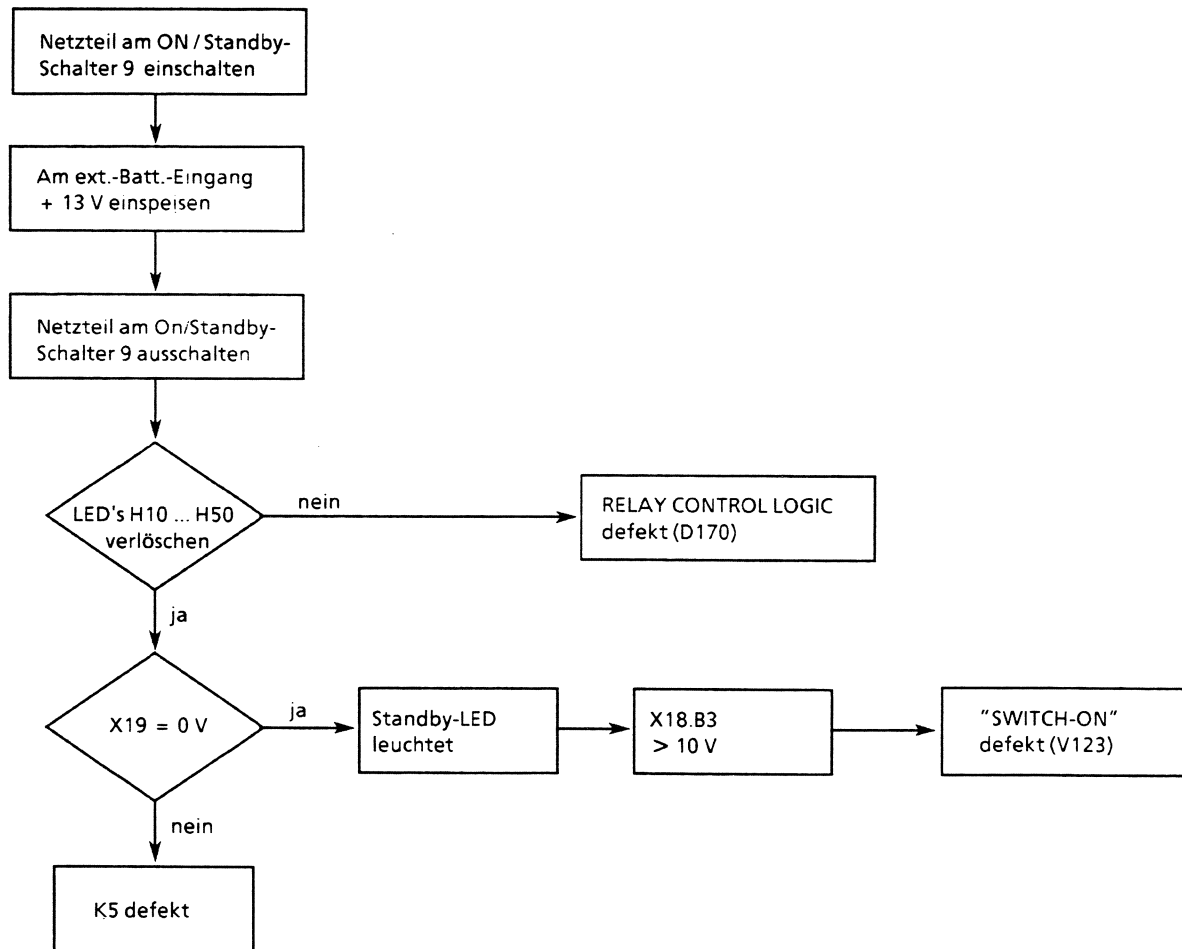 Netzteil am ON / Standby-
Schalter 9 einschalten
Am ext.-Batt.-Eingang
+ 13 V einspeisen
Netzteil am On/Standby-
Schalter 9 ausschalten
LED's H10 ... H50
verlöschen
nein
RELAY CONTROL LOGIC
defekt (D170)
ja
X19 = 0 V
ja
Standby-LED
leuchtet
X18.B3
> 10 V
"SWITCH-ON"
defekt (V123)
nein
K5 defekt